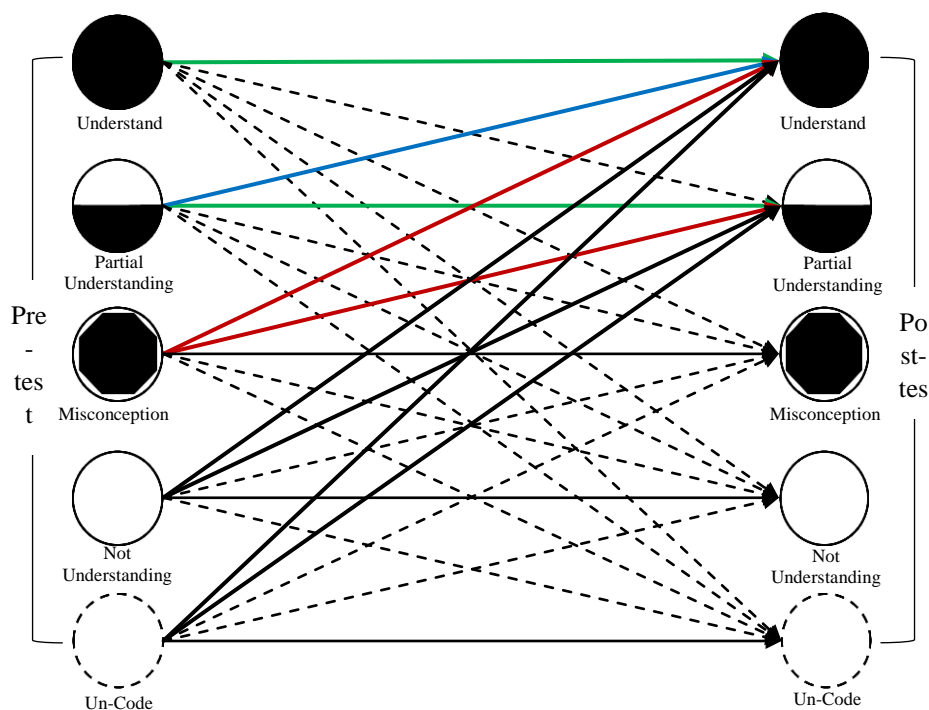 Understand
Understand
Partial
Understanding
Partial
Understanding
Pre
-
tes
t
Po
st-
tes
Misconception
Misconception
Not
Understanding
Not
Understanding
Un-Code
Un-Code